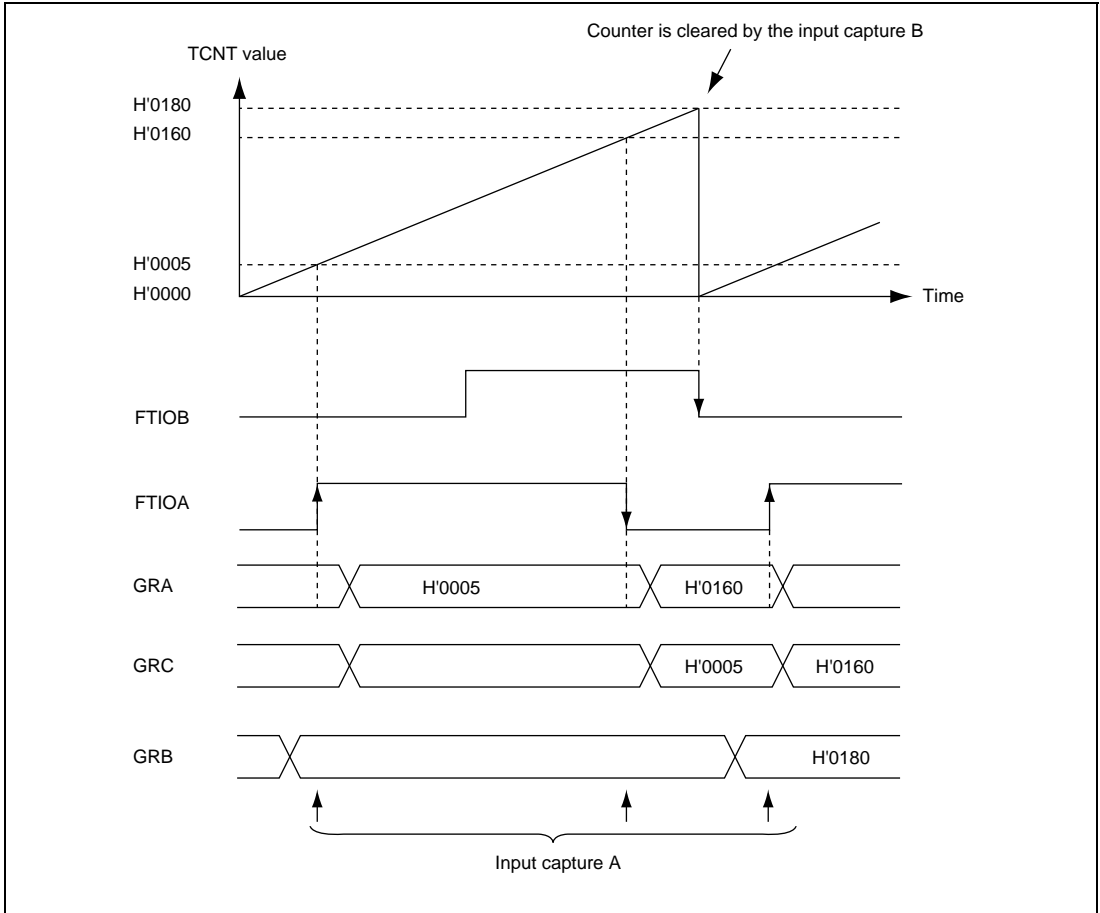 Counter is cleared by the input capture B
TCNT value
H'0180
H'0160
H'0005
H'0000
Time
FTIOB
FTIOA
GRA
H'0005
H'0160
GRC
H'0005
H'0160
GRB
H'0180
Input capture A